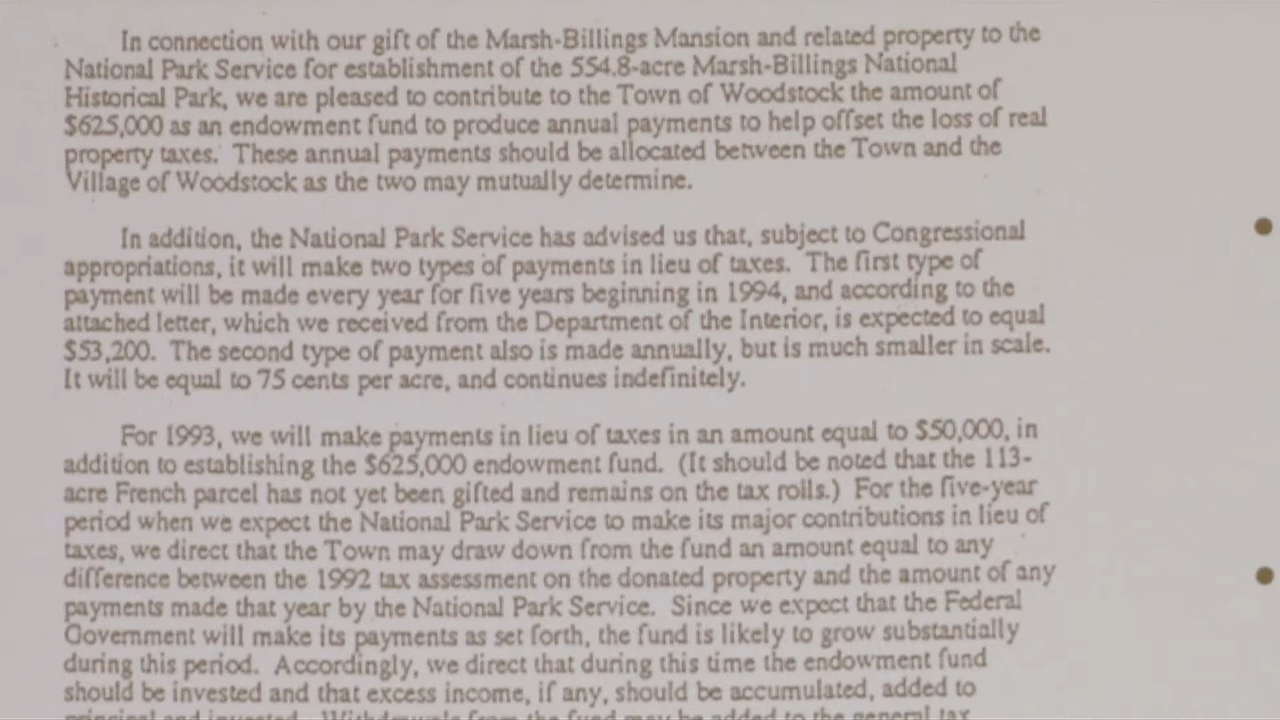 In connection with our gift of the Marsh-Billings Mansion and related property to the
National Park Service for establishment of the 554.8-acre Marsh-Billings National
Historical Park, we are pleased to contribute to the Town of Woodstock the amount of
$625,000 as an endowment fund to produce annual payments to help offset the loss of real
property taxes. These annual payments should be allocated between the Town and the
Village of Woodstock as the two may mutually determine.
In addition, the National Park Service has advised us that, subject to Congressional
appropriations, it will make two types of payments in lieu of taxes. The first type of
payment will be made every year for five years beginning in 1994, and according to the
attached letter, which we received from the Department of the Interior, is expected to equal
$53,200. The second type of payment also is made annually, but is much smaller in scale.
It will be equal to 75 cents per acre, and continues indefinitely.
For 1993, we will make payments in lieu of taxes in an amount equal to $50,000, in
addition to establishing the $625,000 endowment fund. (It should be noted that the 113-
acre French parcel has not yet been gifted and remains on the tax rolls.) For the five-year
period when we expect the National Park Service to make its major contributions in lieu of
taxes, we direct that the Town may draw down from the fund an amount equal to any
difference between the 1992 tax assessment on the donated property and the amount of any
payments made that year by the National Park Service. Since we expect that the Federal
Government will make its payments as set forth, the fund is likely to grow substantially
during this period. Accordingly, we direct that during this time the endowment fund
should be invested and that excess income, if any, should be accumulated, added to
principal and invested. Withdrawals from the fund may be added to the general tax